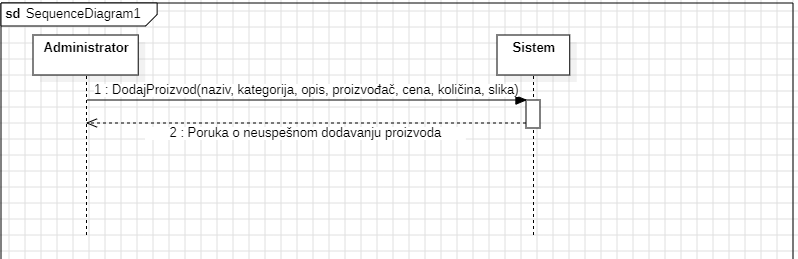 sd SequenceDiagram1
Administrator
Sistem
1 : DodajProizvod(naziv, kategorija, opis, proizvođač, cena, količina, slika)
2 : Poruka o neuspešnom dodavanju proizvoda